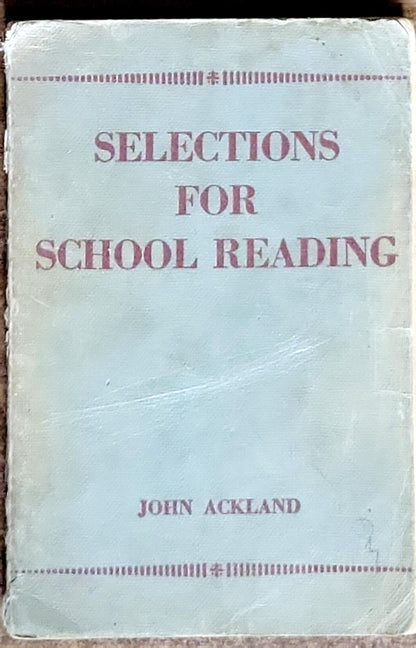 SELECTIONS
FOR
SCHOOL READING
JOHN ACKLAND